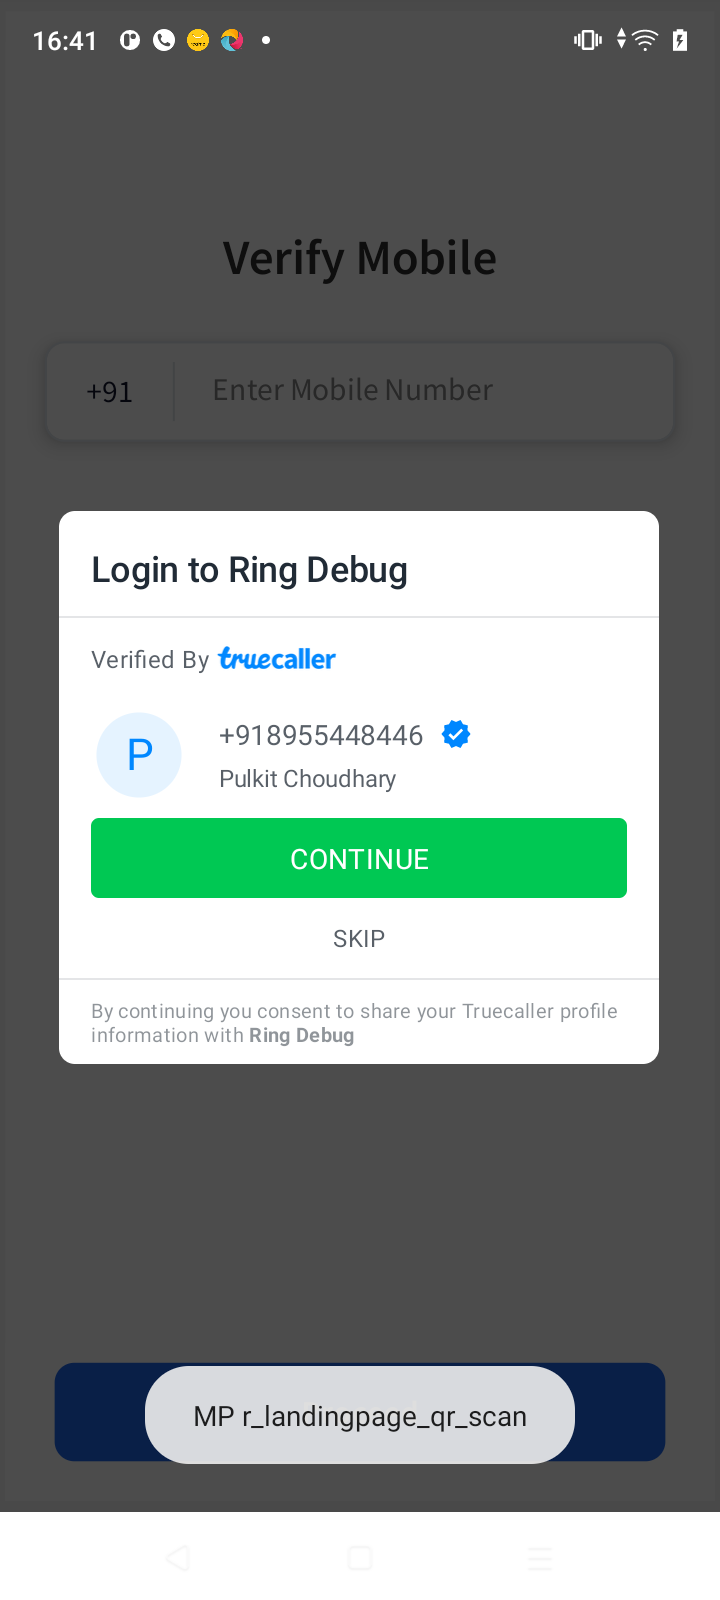 16:41
Verify Mobile
+91 Enter Mobile Number
Login to Ring Debug
Verified By truecaller
P
+918955448446
Pulkit Choudhary
CONTINUE
SKIP
By continuing you consent to share your Truecaller profile
information with Ring Debug
MP r_landingpage_qr_scan